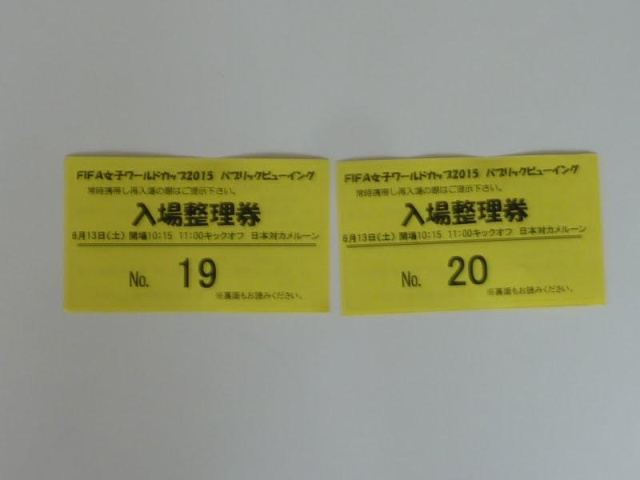 FIFA女子ワールドカップ2015 パブリックビューイング
常時携帯し再入場の際はご提示下さい。
入場整理券
6月13日(土) 開場10:15 11:00キックオフ 日本対カメルーン
No. 19
※裏面もお読みください。
FIFA女子ワールドカップ2015 パブリックビューイング
常時携帯し再入場の際はご提示下さい。
入場整理券
6月13日(土) 開場10:15 11:00キックオフ 日本対カメルーン
No. 20
※裏面もお読みください。